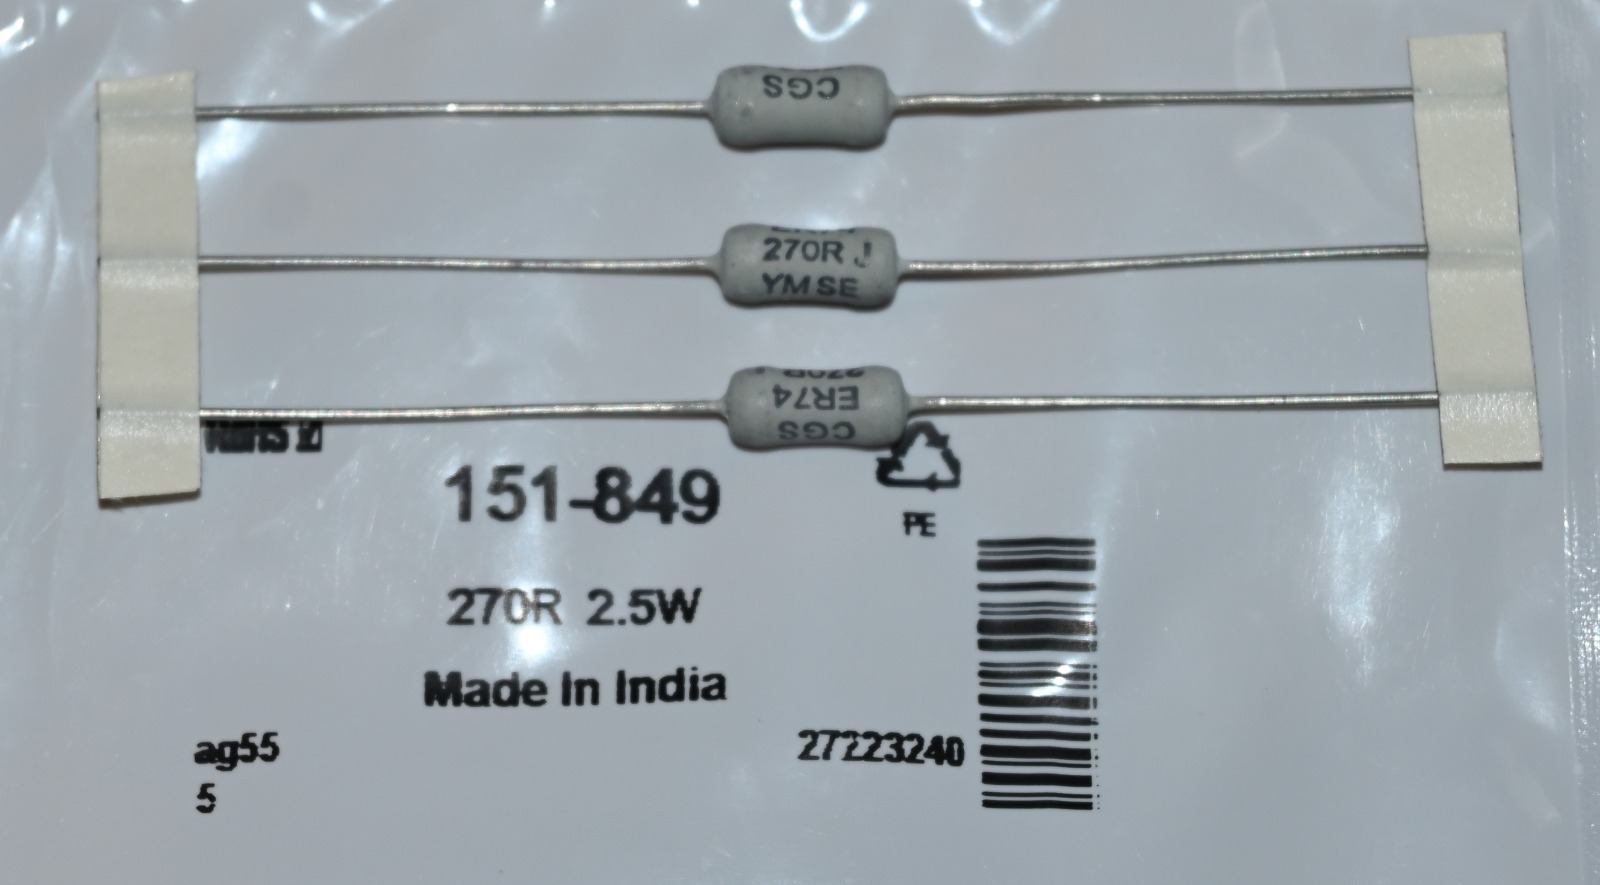 CGS
270R J
YM SE
ER74
CGS
151-849
PE
270R 2.5W
Made In India
ag55
27223240
5